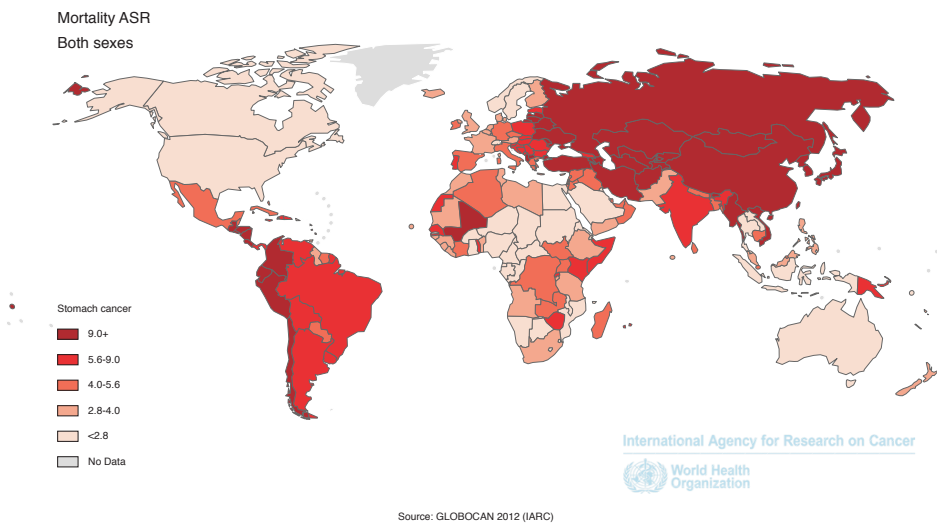 Mortality ASR
Both sexes
Stomach cancer
9.0+
5.6-9.0
4.0-5.6
2.8-4.0
<2.8
No Data
International Agency for Research on Cancer
World Health
Organization
Source: GLOBOCAN 2012 (IARC)